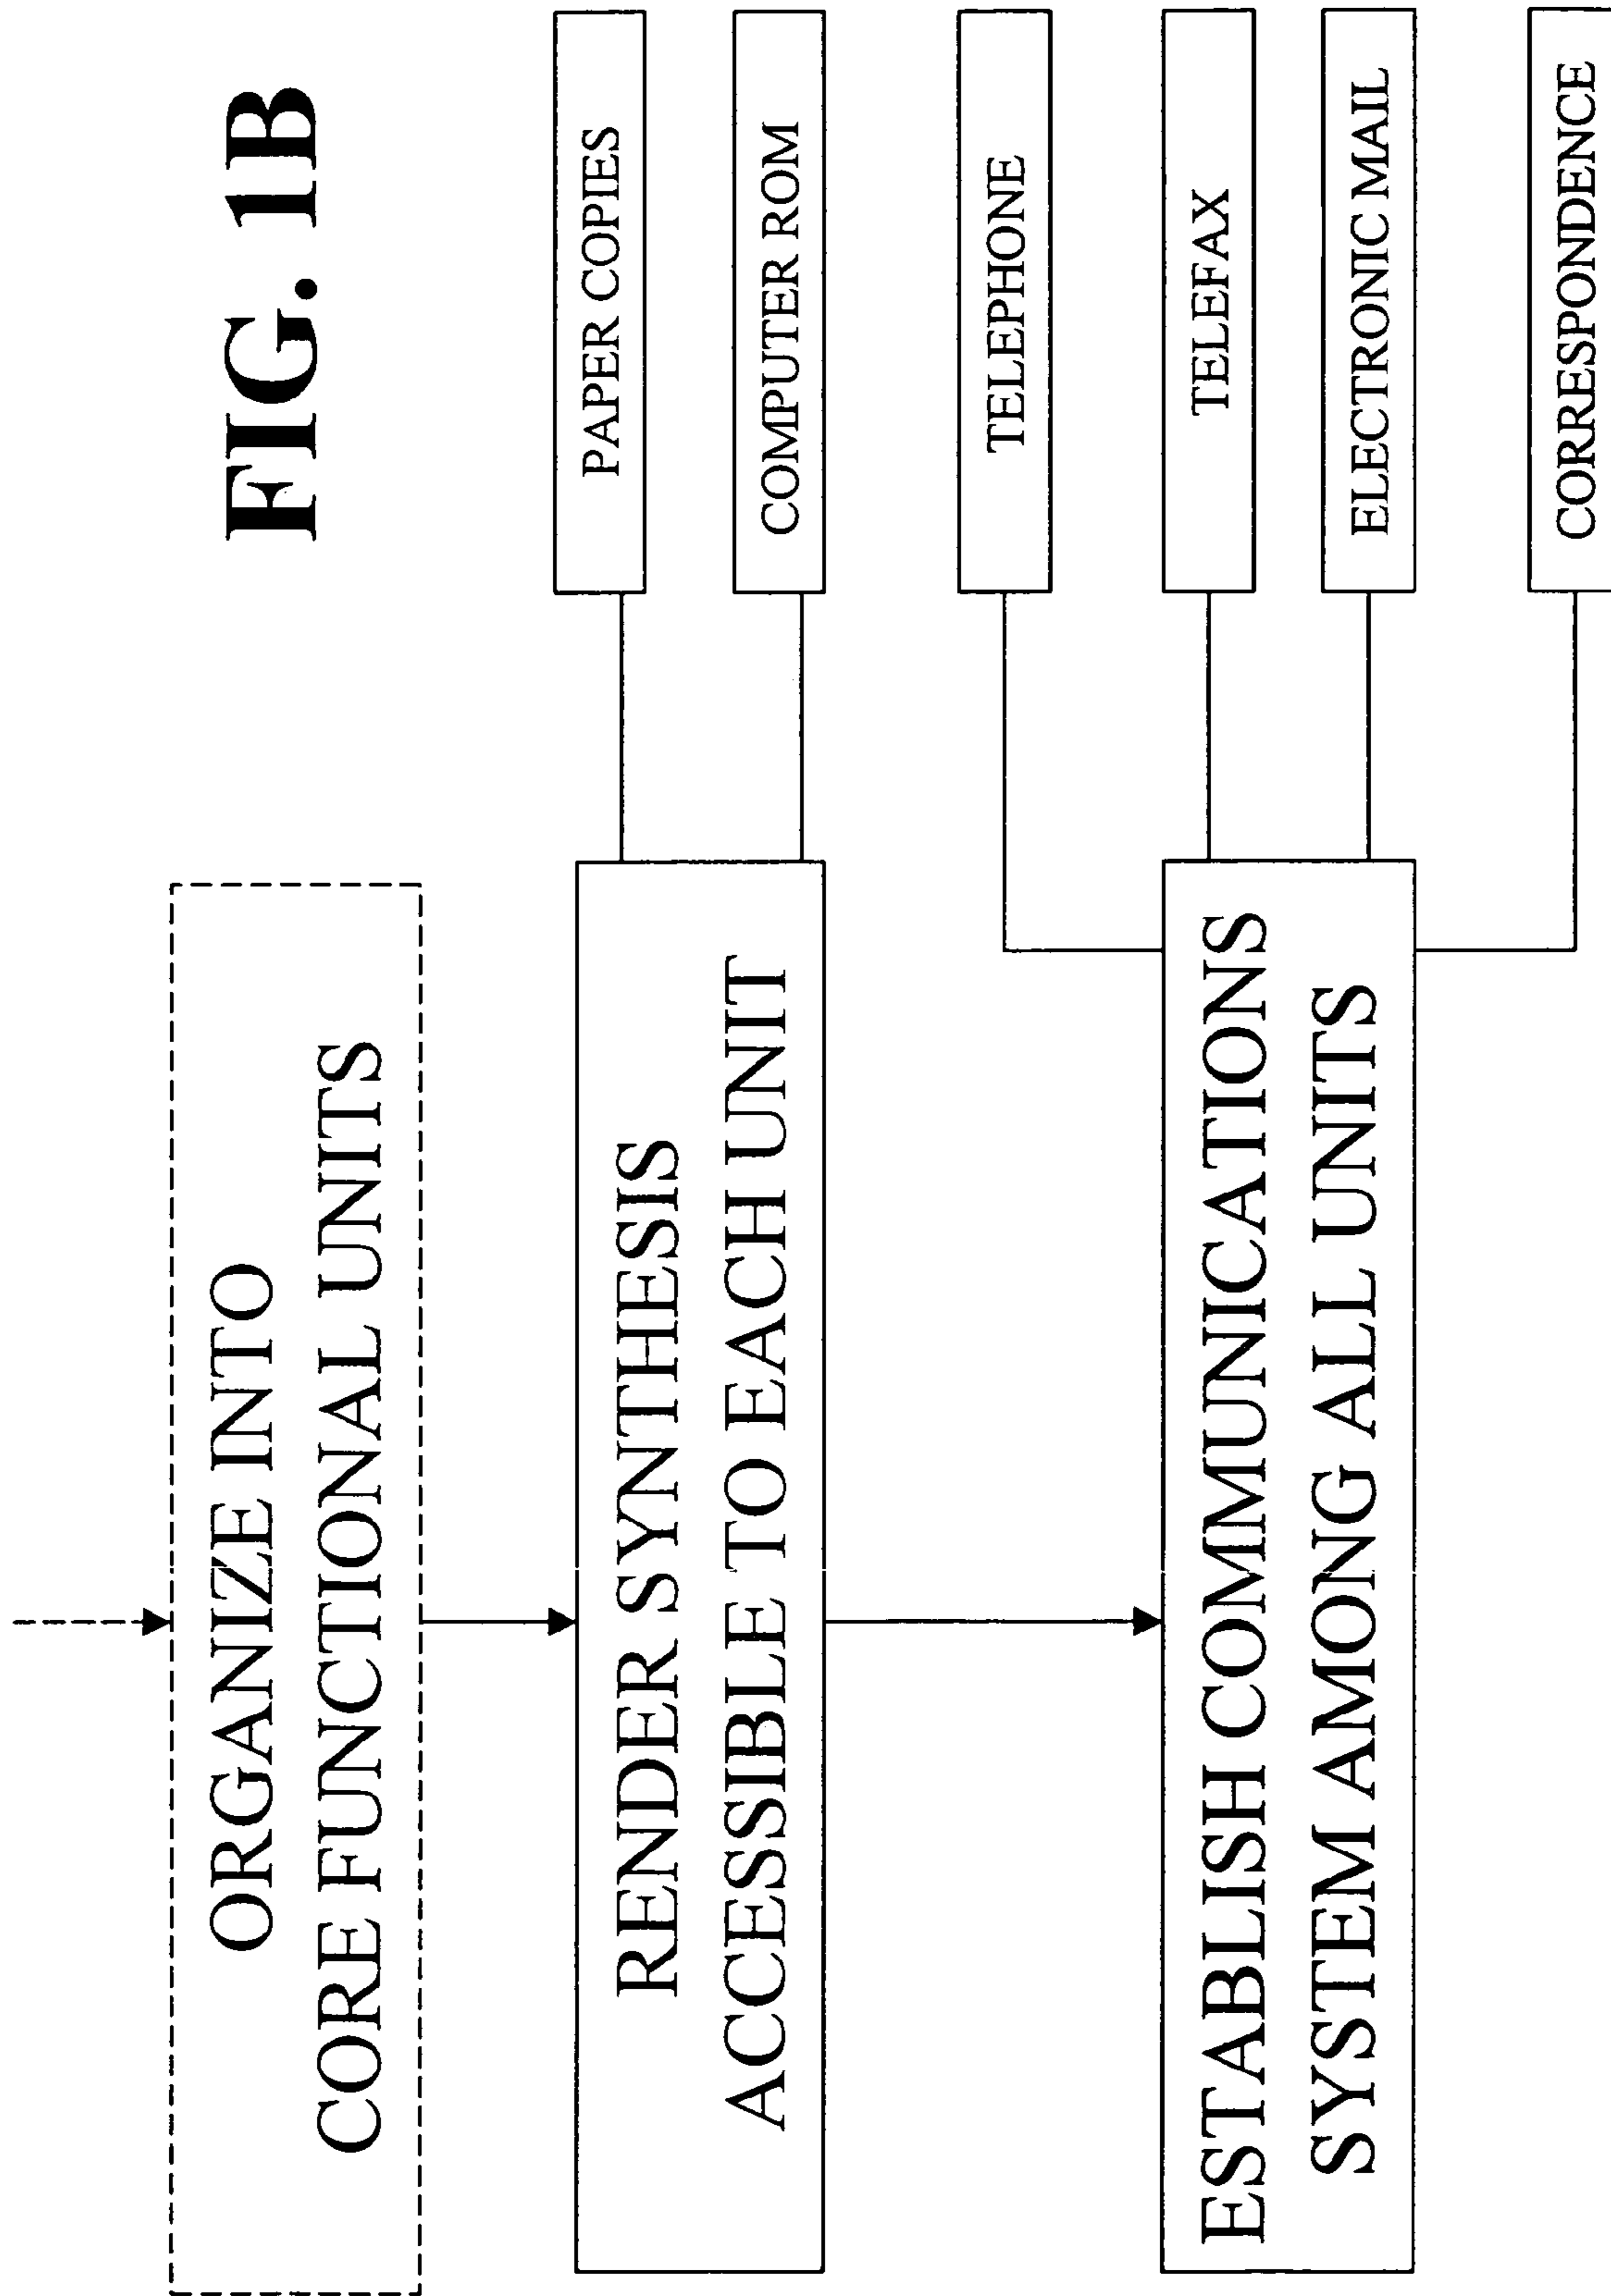 FIG. 1B
ORGANIZE INTO
CORE FUNCTIONAL UNITS
RENDER SYNTHESIS
ACCESSIBLE TO EACH UNIT
PAPER COPIES
COMPUTER ROM
ESTABLISH COMMUNICATIONS
SYSTEM AMONG ALL UNITS
TELEPHONE
TELEFAX
ELECTRONIC MAIL
CORRESPONDENCE